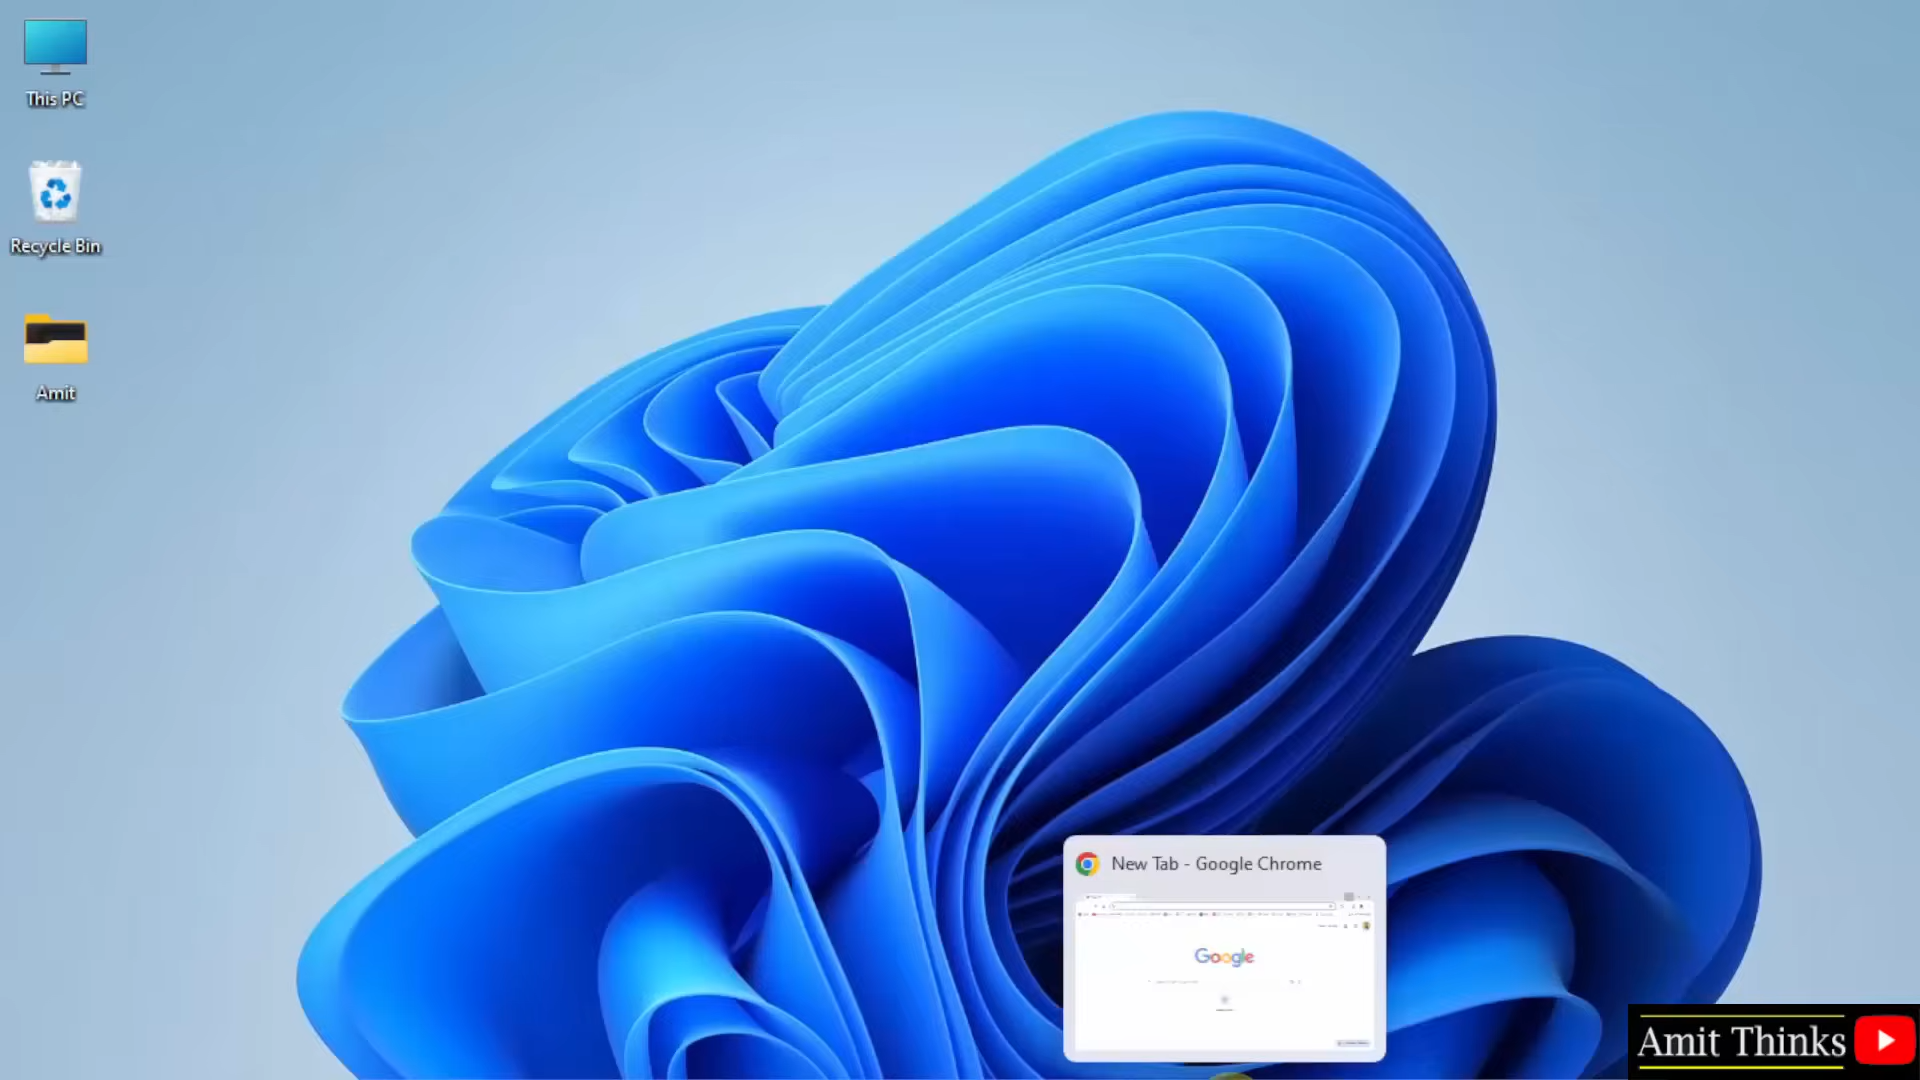 This PC
Recycle Bin
Amit
New Tab - Google Chrome
Google
Amit Thinks